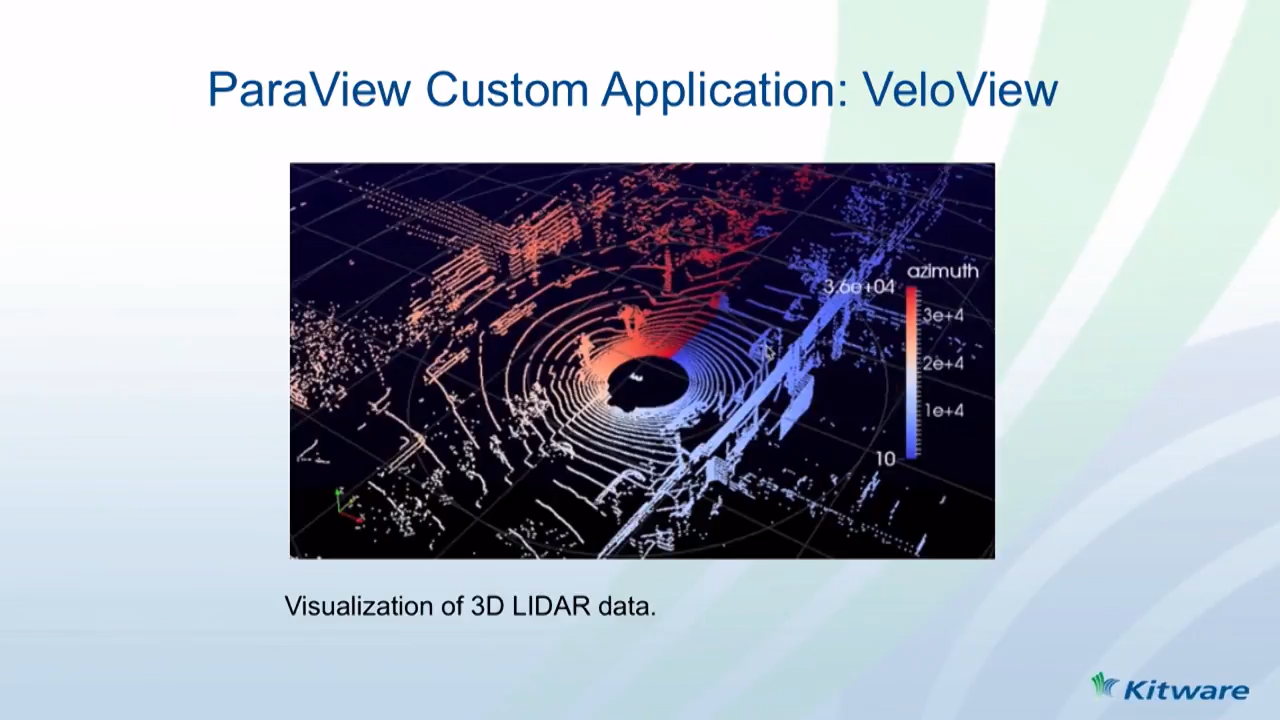 ParaView Custom Application: VeloView
azimuth
3.6e+04
3e+4
2e+4
1e+4
10
Visualization of 3D LIDAR data.
Kitware